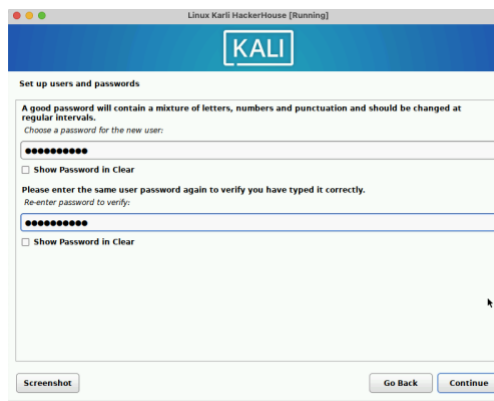 Linux Karli HackerHouse [Running]
KALI
Set up users and passwords
A good password will contain a mixture of letters, numbers and punctuation and should be changed at
regular intervals.
Choose a password for the new user:
●●●●●●●●●●
Show Password in Clear
Please enter the same user password again to verify you have typed it correctly.
Re-enter password to verify:
●●●●●●●●●●
Show Password in Clear
Screenshot
Go Back
Continue